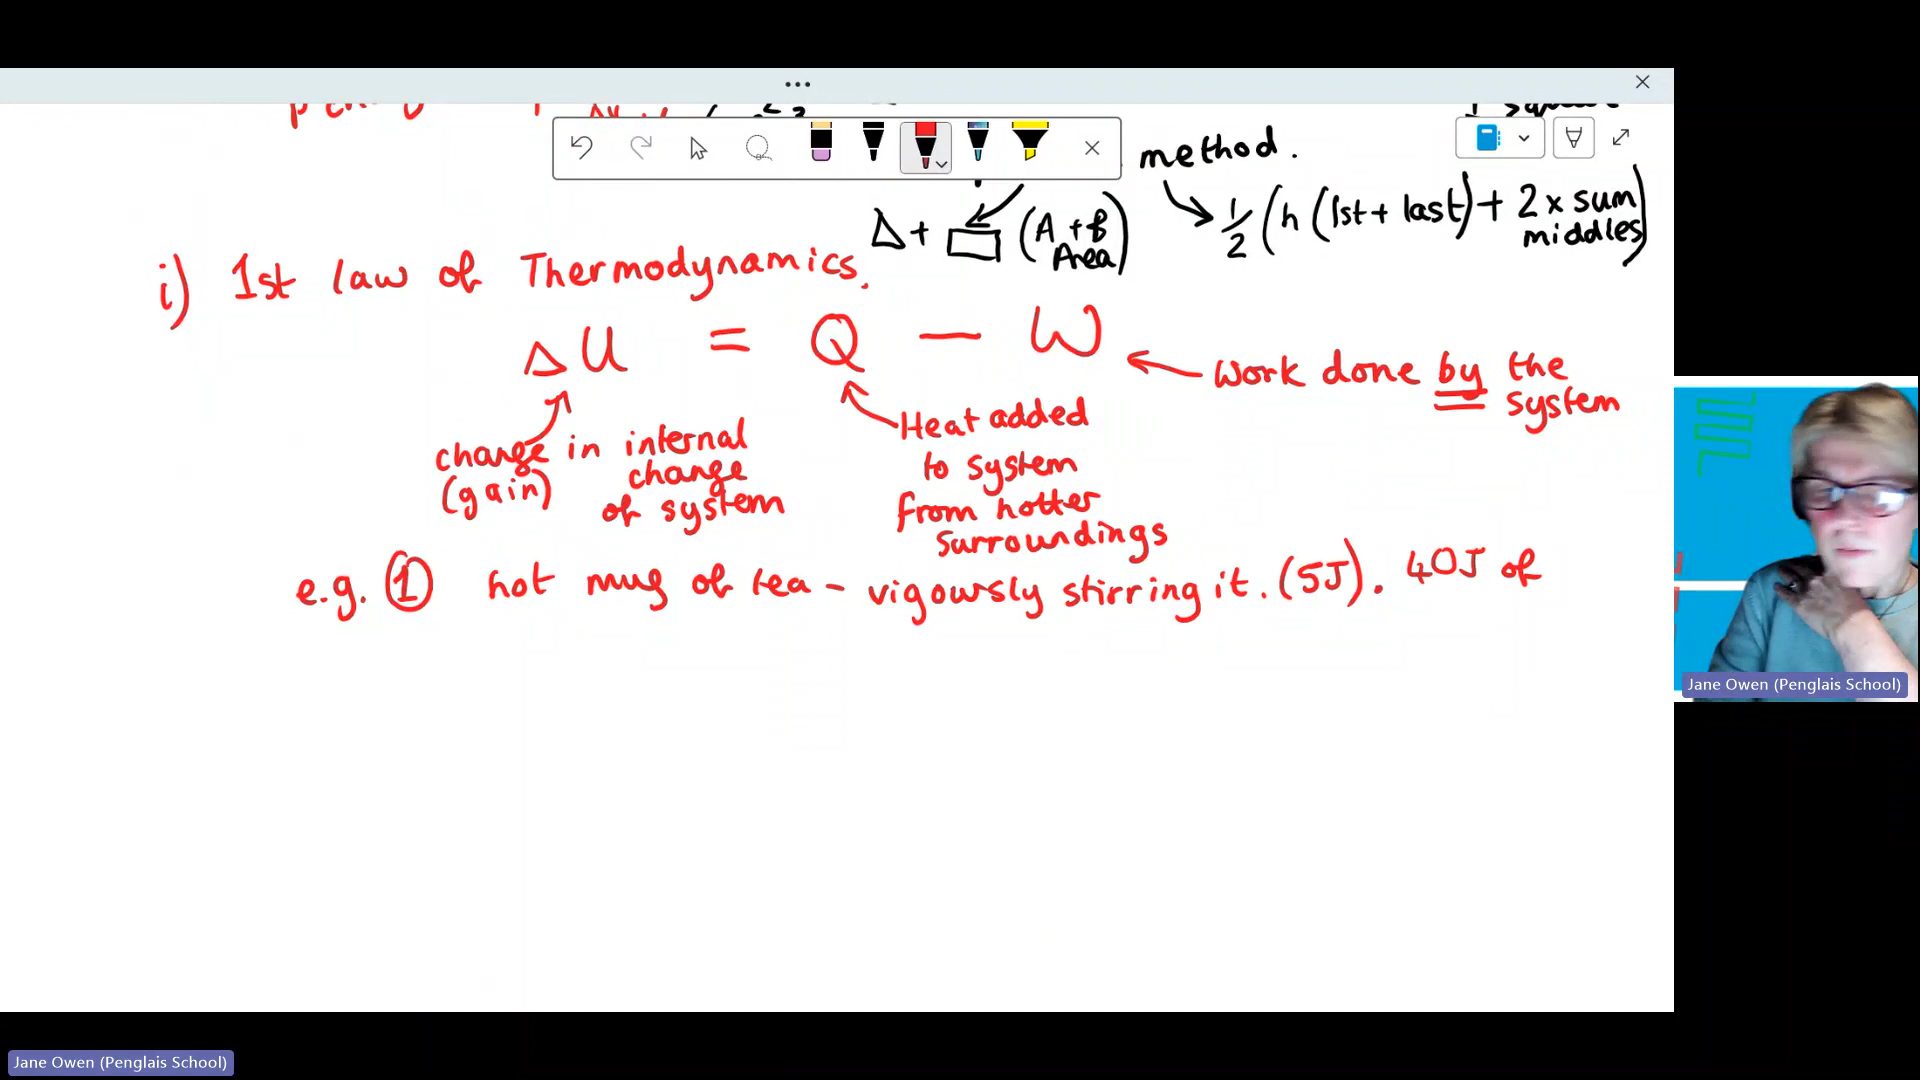 method.
Δ + (A + B Area)
1/2 (h (1st + last) + 2 x sum middles)
i) 1st law of Thermodynamics.
Δ U = Q — W
Work done by the system
change in internal change of system
(gain)
Heat added to system from hotter surroundings
e.g. ① hot mug of tea - vigowsly stirring it. (5J). 40J of
Jane Owen (Penglais School)
Jane Owen (Penglais School)